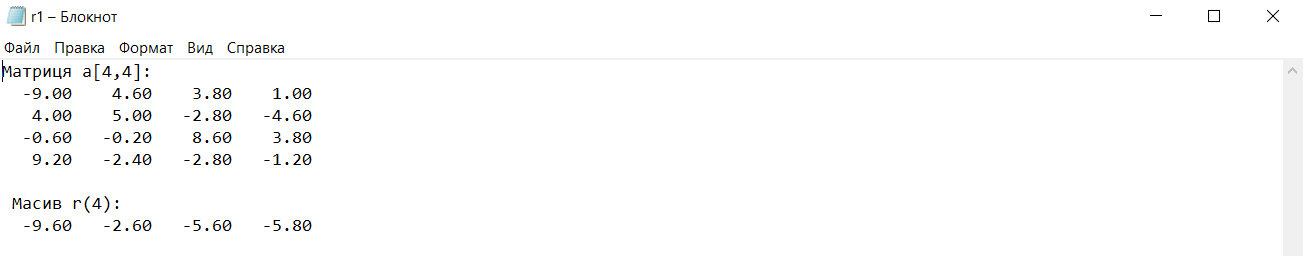 r1 – Блокнот
Файл Правка Формат Вид Справка
Матриця a[4,4]:
-9.00 4.60 3.80 1.00
4.00 5.00 -2.80 -4.60
-0.60 -0.20 8.60 3.80
9.20 -2.40 -2.80 -1.20
Масив r(4):
-9.60 -2.60 -5.60 -5.80